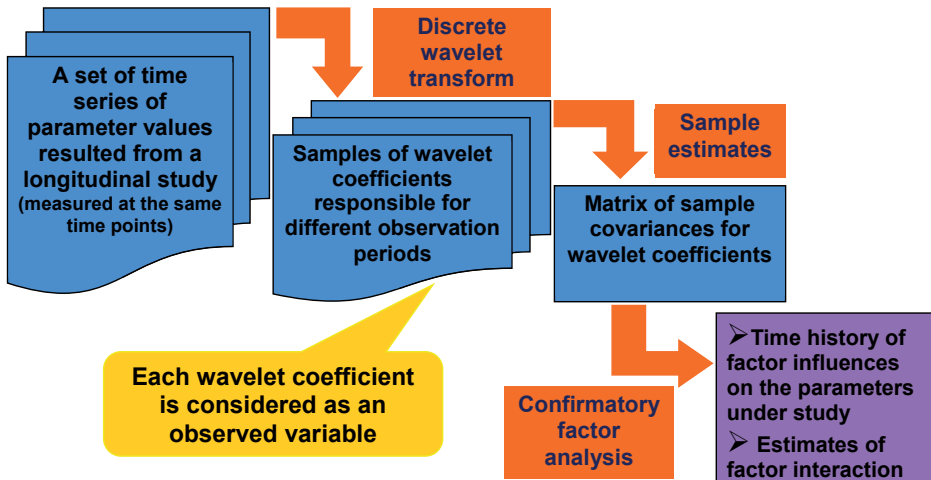 A set of time
series of
parameter values
resulted from a
longitudinal study
(measured at the same
time points)
Discrete
wavelet
transform
Samples of wavelet
coefficients
responsible for
different observation
periods
Sample
estimates
Matrix of sample
covariances for
wavelet coefficients
Each wavelet coefficient
is considered as an
observed variable
Confirmatory
factor
analysis
➢Time history of
factor influences
on the parameters
under study
➢ Estimates of
factor interaction